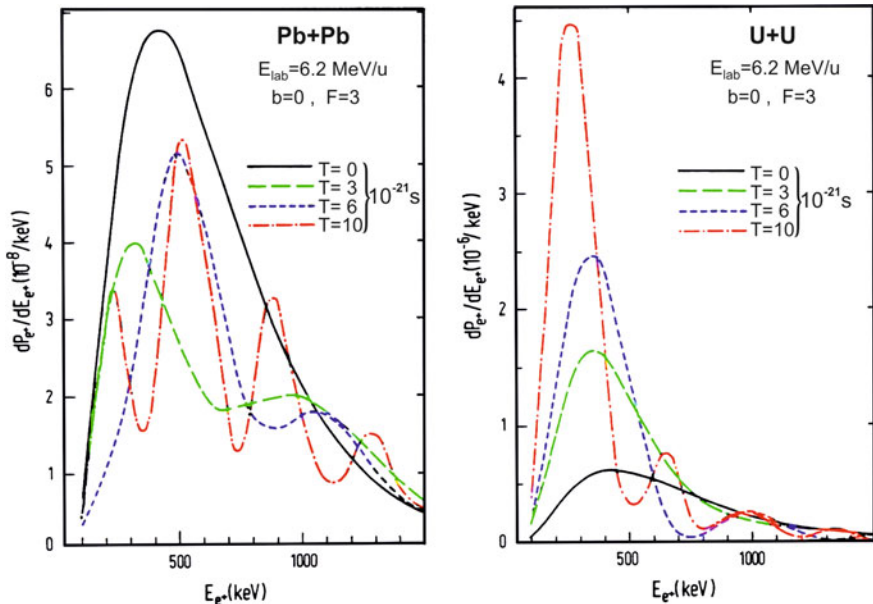 Pb+Pb
E_lab=6.2 MeV/u
b=0 , F=3
T= 0
T= 3
T= 6
T=10
10⁻²¹s
dP_e+/dE_e+ (10⁻⁸/keV)
6
5
4
3
2
1
0
500
1000
E_e+ (keV)
U+U
E_lab=6.2 MeV/u
b=0 , F=3
T= 0
T= 3
T= 6
T=10
10⁻²¹s
dP_e+/dE_e+ (10⁻⁶/keV)
4
3
2
1
0
500
1000
E_e+ (keV)